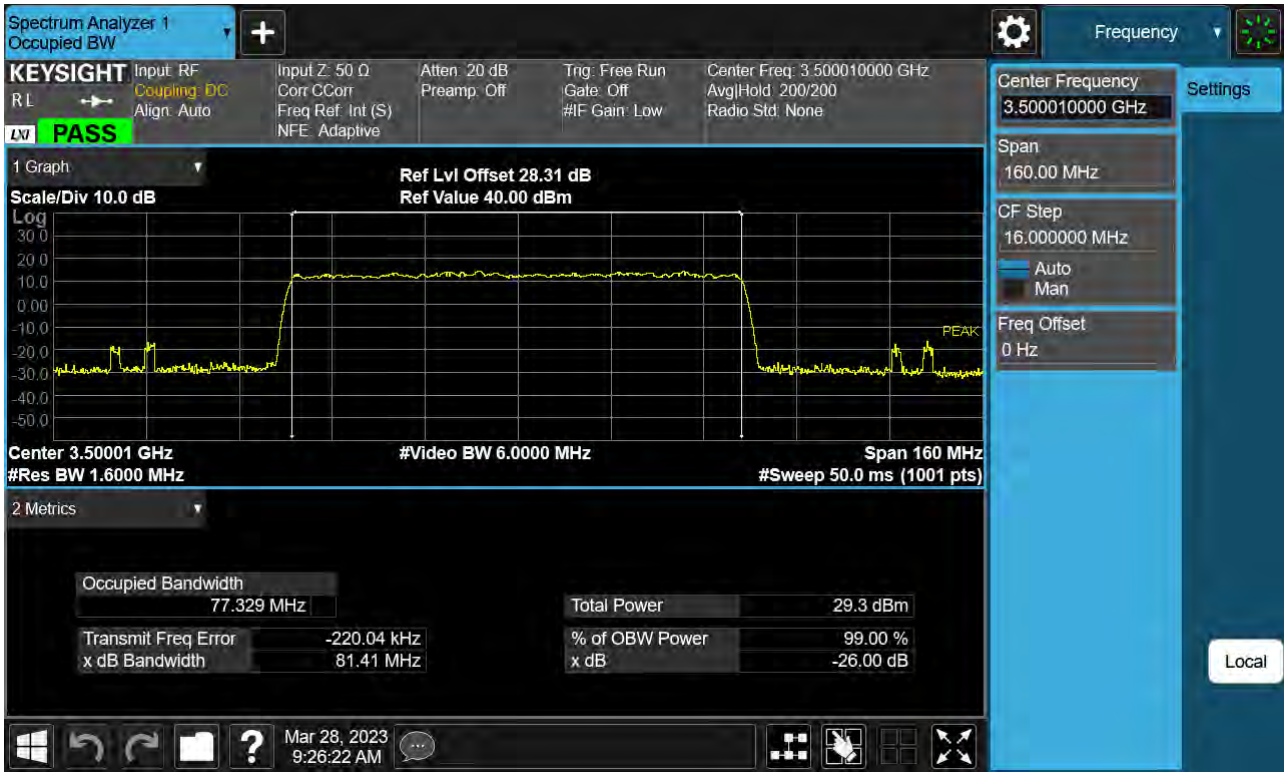 Spectrum Analyzer 1
Occupied BW
Frequency
KEYSIGHT
RL
LXI
PASS
Input: RF
Coupling: DC
Align: Auto
Input Z: 50 Ω
Corr CCorr
Freq Ref: Int (S)
NFE: Adaptive
Atten: 20 dB
Preamp: Off
Trig: Free Run
Gate: Off
#IF Gain: Low
Center Freq: 3.500010000 GHz
Avg|Hold: 200/200
Radio Std: None
Center Frequency
3.500010000 GHz
Settings
Span
160.00 MHz
CF Step
16.000000 MHz
Auto
Man
Freq Offset
0 Hz
Local
1 Graph
Scale/Div 10.0 dB
Ref Lvl Offset 28.31 dB
Ref Value 40.00 dBm
Log
30.0
20.0
10.0
0.00
-10.0
-20.0
-30.0
-40.0
-50.0
PEAK
Center 3.50001 GHz
#Video BW 6.0000 MHz
Span 160 MHz
#Res BW 1.6000 MHz
#Sweep 50.0 ms (1001 pts)
2 Metrics
Occupied Bandwidth
77.329 MHz
Total Power 29.3 dBm
Transmit Freq Error -220.04 kHz
% of OBW Power 99.00 %
x dB Bandwidth 81.41 MHz
x dB -26.00 dB
?
Mar 28, 2023
9:26:22 AM